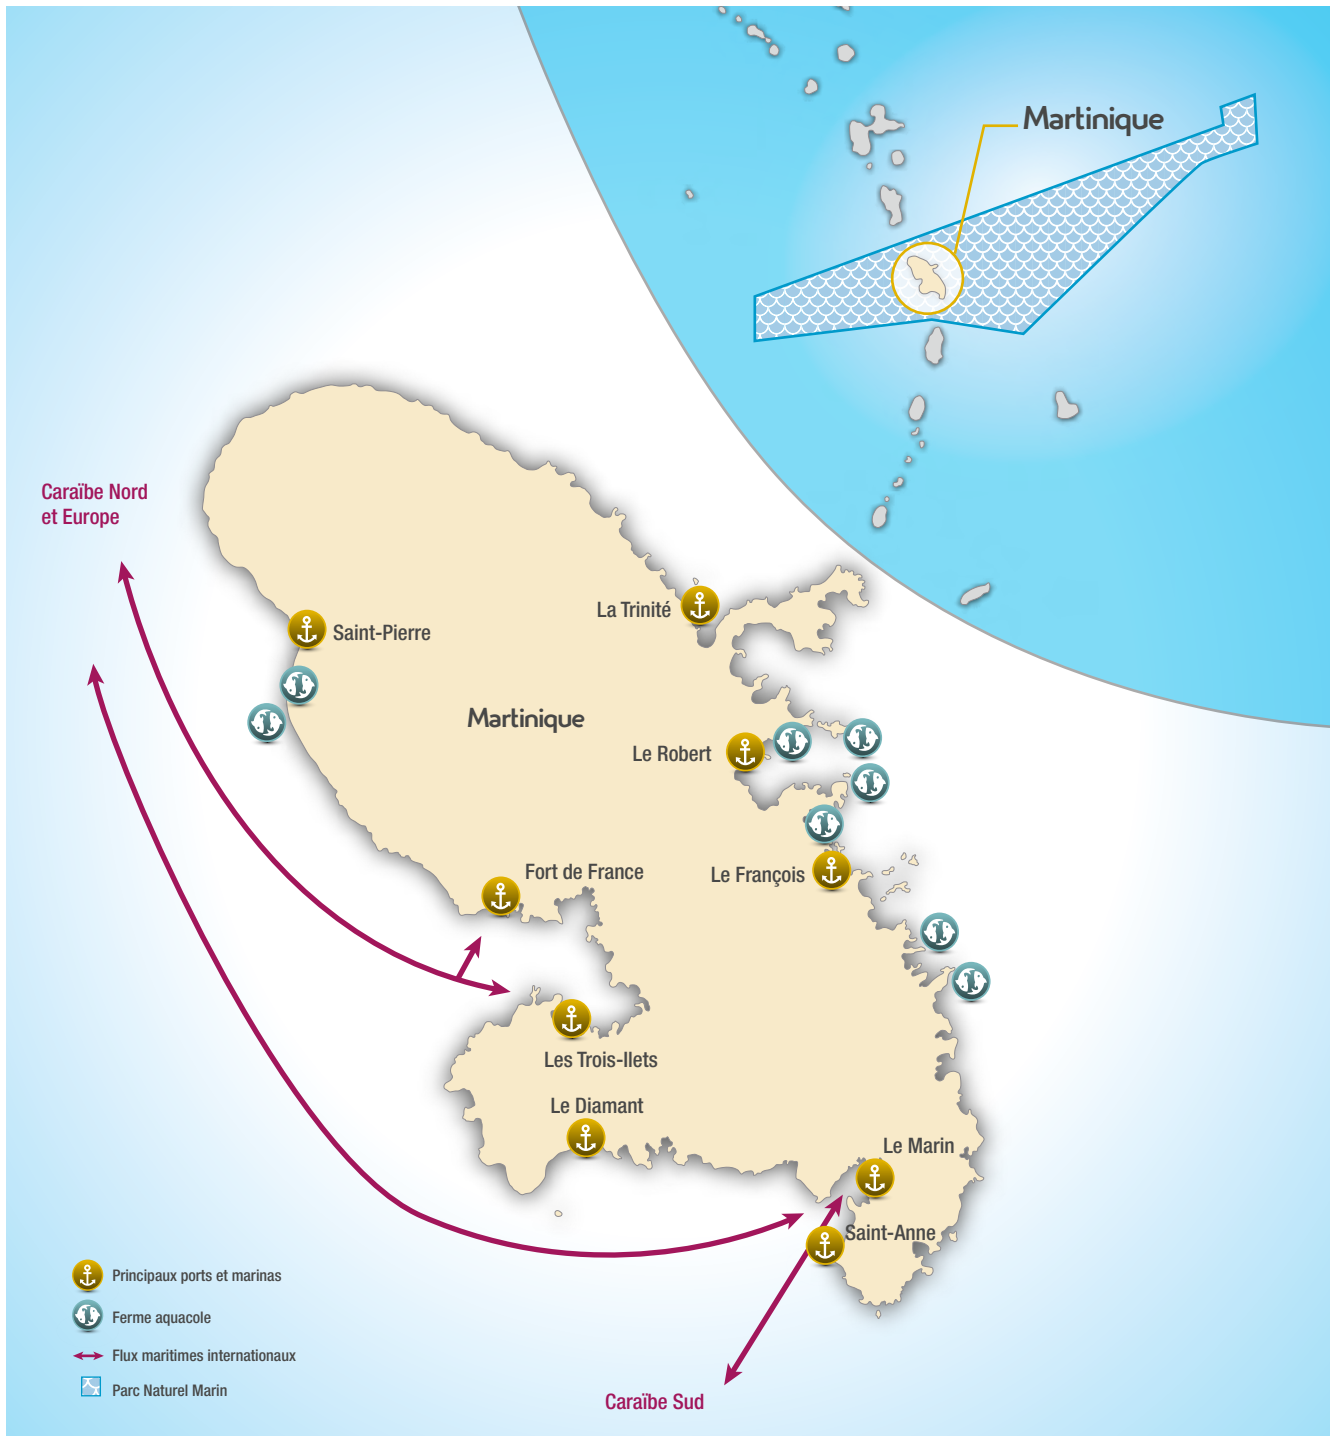 Martinique
Caraïbe Nord
et Europe
La Trinité
Saint-Pierre
Martinique
Le Robert
Fort de France
Le François
Les Trois-Ilets
Le Diamant
Le Marin
Saint-Anne
Principaux ports et marinas
Ferme aquacole
Flux maritimes internationaux
Parc Naturel Marin
Caraïbe Sud